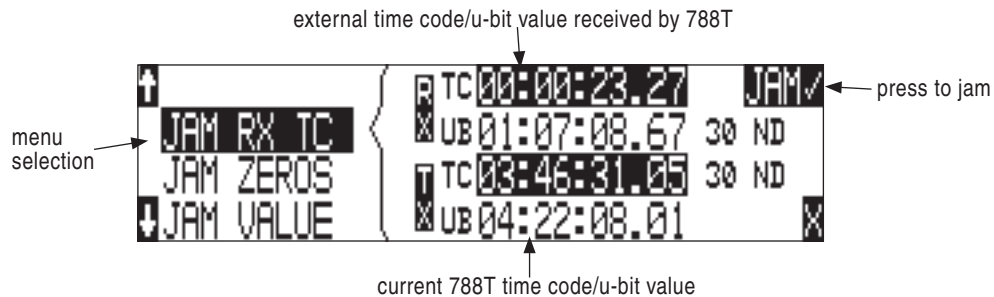 external time code/u-bit value received by 788T
RX TC 00:00:23.27 JAM✓
press to jam
menu selection
JAM RX TC
UB 01:07:08.67 30 ND
JAM ZEROS
TX TC 03:46:31.05 30 ND
JAM VALUE
UB 04:22:08.01 X
current 788T time code/u-bit value